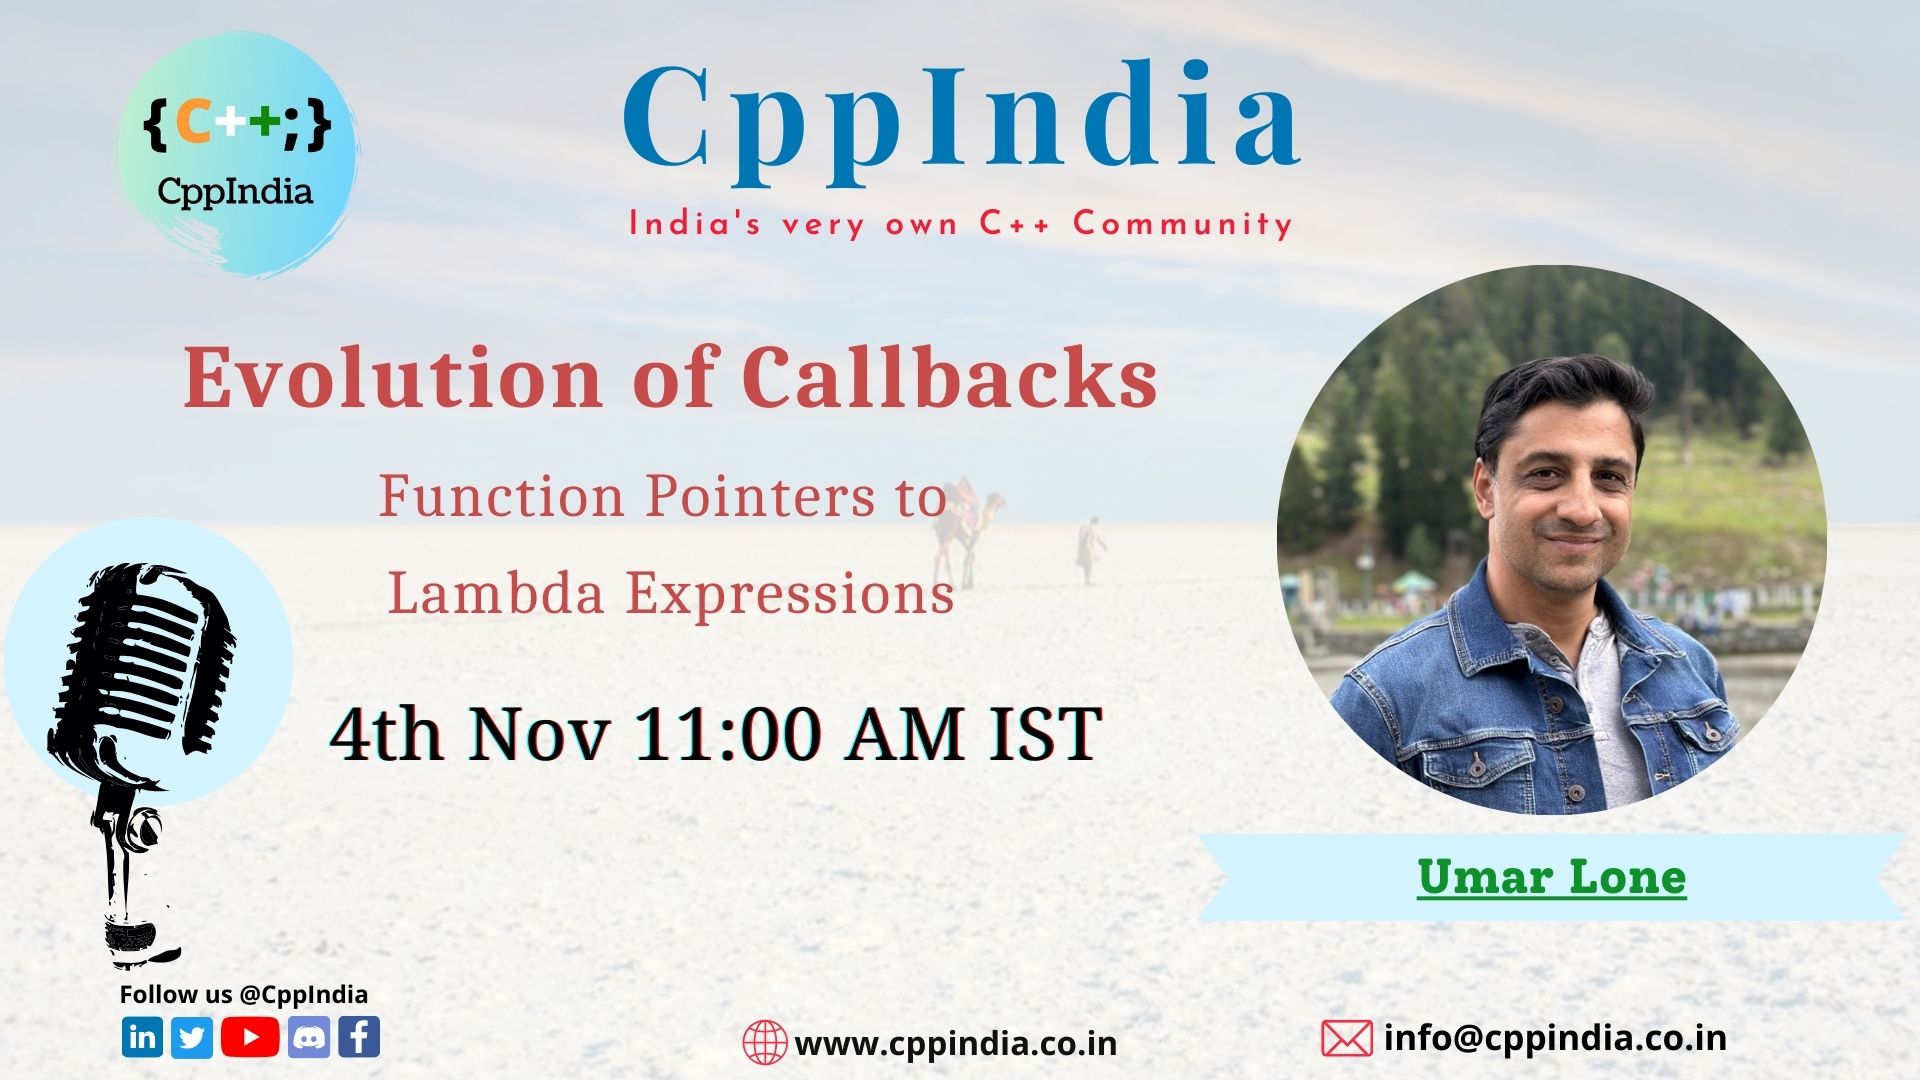 {C++;}
CppIndia
CppIndia
India's very own C++ Community
Evolution of Callbacks
Function Pointers to
Lambda Expressions
4th Nov 11:00 AM IST
Umar Lone
Follow us @CppIndia
in
www.cppindia.co.in
info@cppindia.co.in